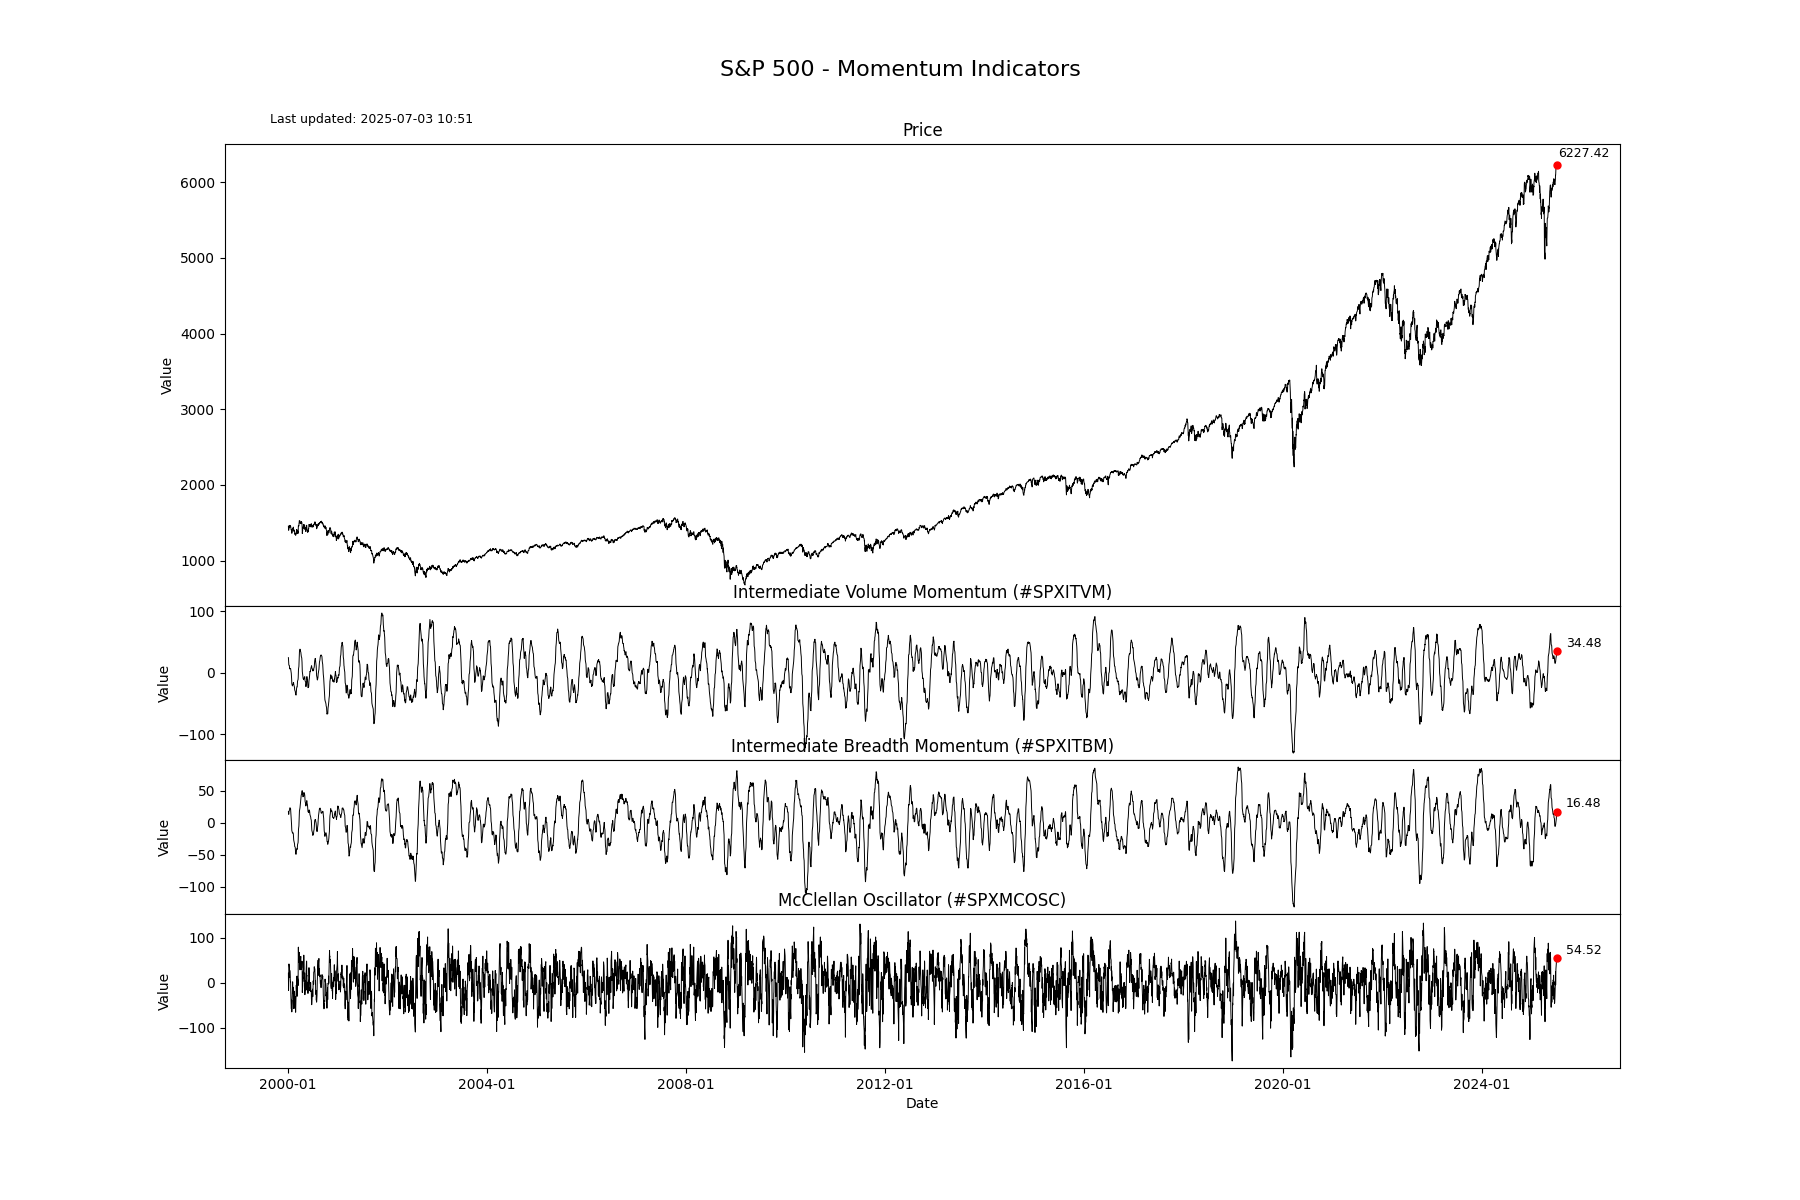 S&P 500 - Momentum Indicators
Last updated: 2025-07-03 10:51
Price
6227.42
6000
5000
4000
3000
2000
1000
Value
Intermediate Volume Momentum (#SPXITVM)
100
0
−100
Value
34.48
Intermediate Breadth Momentum (#SPXITBM)
50
0
−50
−100
Value
16.48
McClellan Oscillator (#SPXMCOSC)
100
0
−100
Value
54.52
2000-01 2004-01 2008-01 2012-01 2016-01 2020-01 2024-01
Date